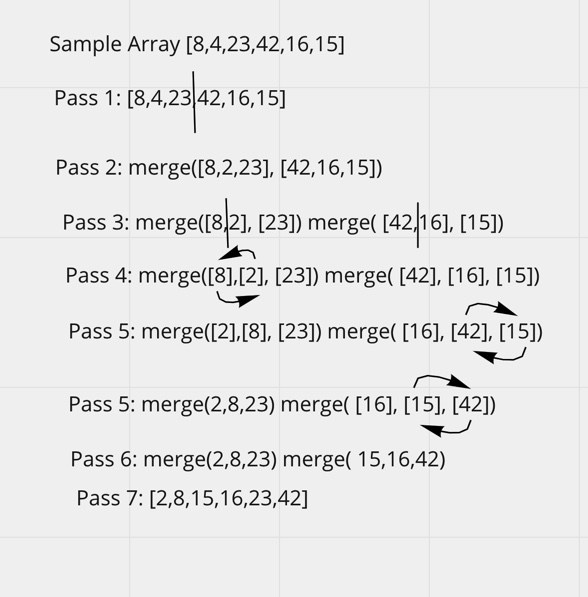 Sample Array [8,4,23,42,16,15]
Pass 1: [8,4,23,42,16,15]
Pass 2: merge([8,2,23], [42,16,15])
Pass 3: merge([8,2], [23]) merge( [42,16], [15])
Pass 4: merge([8],[2], [23]) merge( [42], [16], [15])
Pass 5: merge([2],[8], [23]) merge( [16], [42], [15])
Pass 5: merge(2,8,23) merge( [16], [15], [42])
Pass 6: merge(2,8,23) merge( 15,16,42)
Pass 7: [2,8,15,16,23,42]